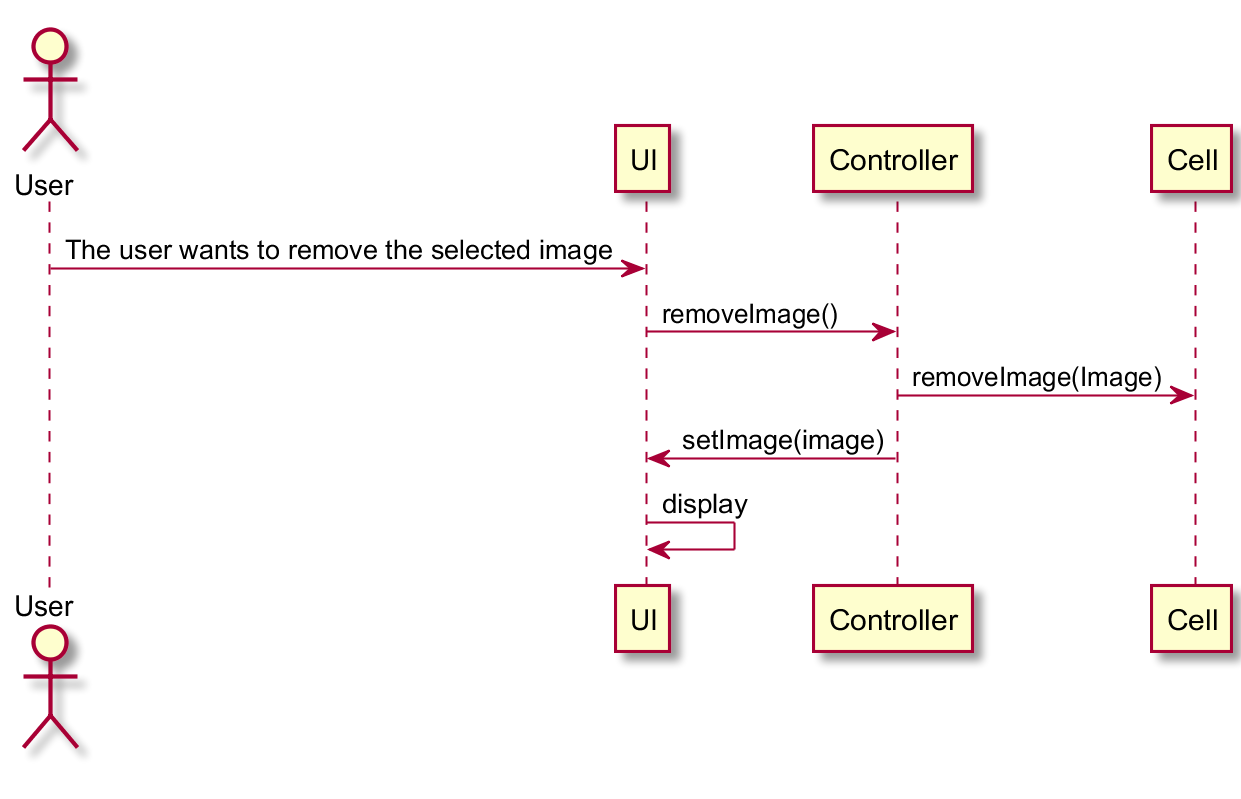 User
UI
Controller
Cell
The user wants to remove the selected image
removeImage()
removeImage(Image)
setImage(image)
display
User
UI
Controller
Cell